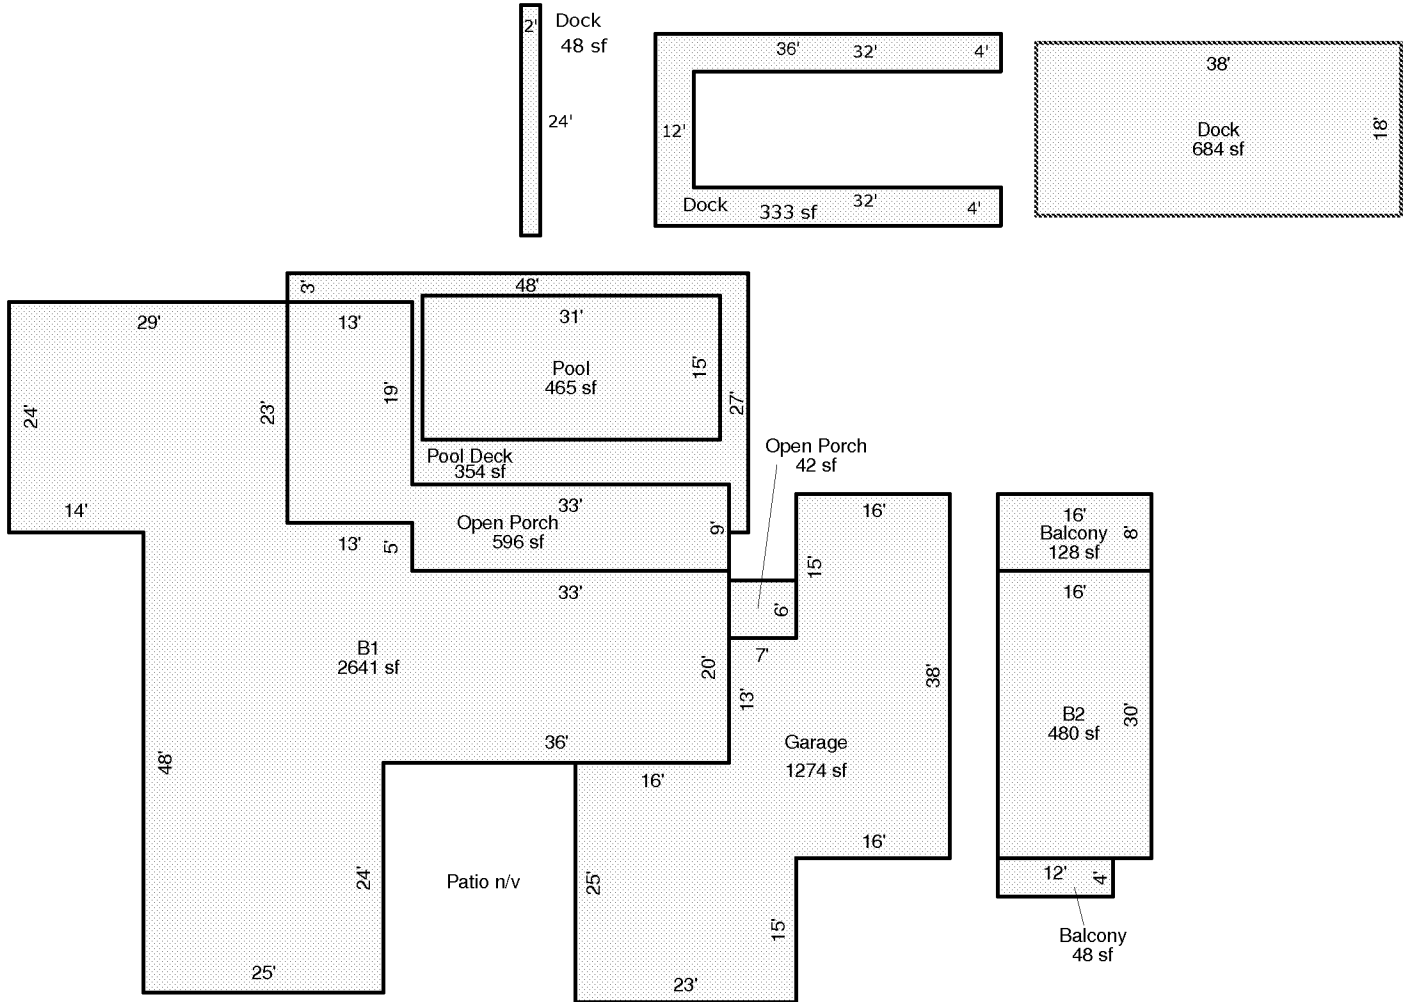 2'
Dock
48 sf
24'
36'
32'
4'
12'
32'
4'
Dock
333 sf
38'
18'
Dock
684 sf
3'
48'
29'
13'
31'
15'
Pool
465 sf
24'
23'
19'
27'
Pool Deck
354 sf
Open Porch
42 sf
14'
33'
Open Porch
596 sf
9'
13'
5'
33'
16'
15'
6'
7'
16'
Balcony
128 sf
8'
16'
B1
2641 sf
20'
13'
38'
B2
480 sf
30'
36'
Garage
1274 sf
16'
48'
16'
24'
Patio n/v
25'
15'
12'
4'
Balcony
48 sf
25'
23'